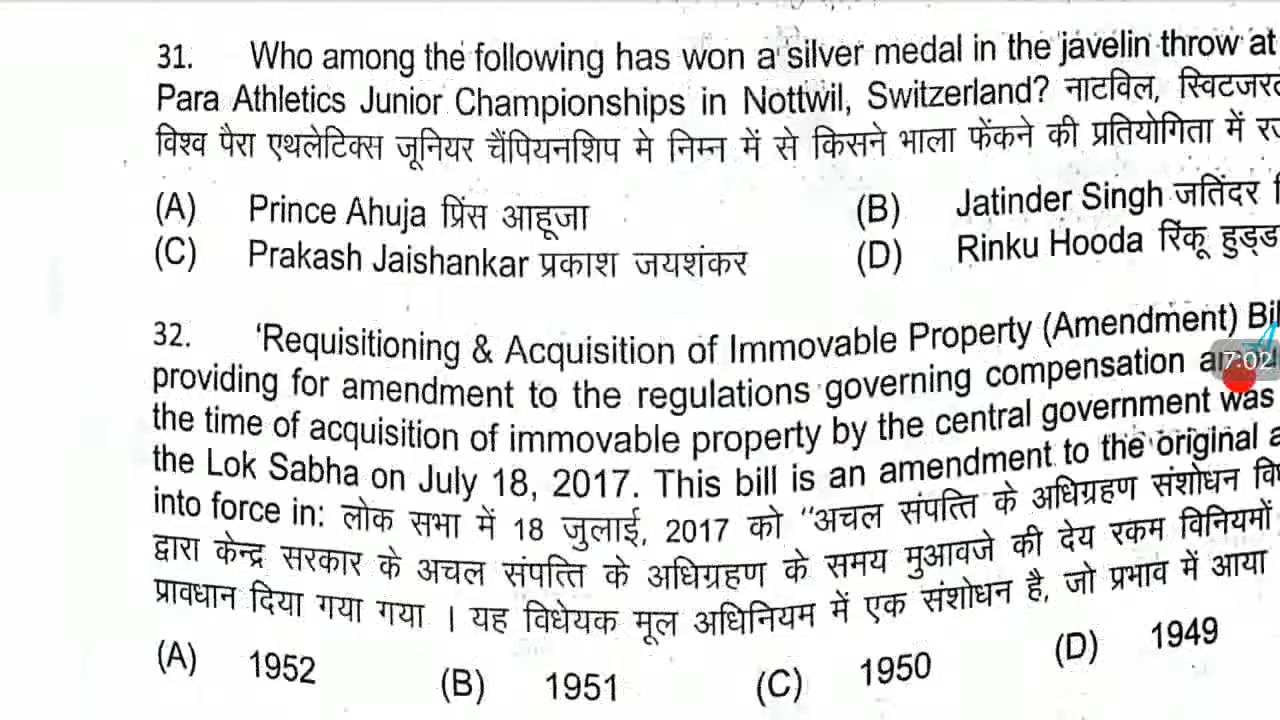 31. Who among the following has won a silver medal in the javelin throw at
Para Athletics Junior Championships in Nottwil, Switzerland? नाटविल,
विश्व पैरा एथलेटिक्स जूनियर चैंपियनशिप मे निम्न में से किसने भाला फेंकने की प्रतियोगिता में
(A) Prince Ahuja प्रिंस आहूजा (B) Jatinder Singh जतिंदर
(C) Prakash Jaishankar प्रकाश जयशंकर (D) Rinku Hooda रिंकू
32. 'Requisitioning & Acquisition of Immovable Property (Amendment)
providing for amendment to the regulations governing compensation
7:02
the time of acquisition of immovable property by the central government was
the Lok Sabha on July 18, 2017. This bill is an amendment to the original
into force in: लोक सभा में 18 जुलाई, 2017 को "अचल संपत्ति के अधिग्रहण संशोधन
द्वारा केन्द्र सरकार के अचल संपत्ति के अधिग्रहण के समय मुआवजे की देय रकम विनियमों
प्रावधान दिया गया गया । यह विधेयक मूल अधिनियम में एक संशोधन है, जो प्रभाव में आया
(A) 1952 (B) 1951 (C) 1950 (D) 1949